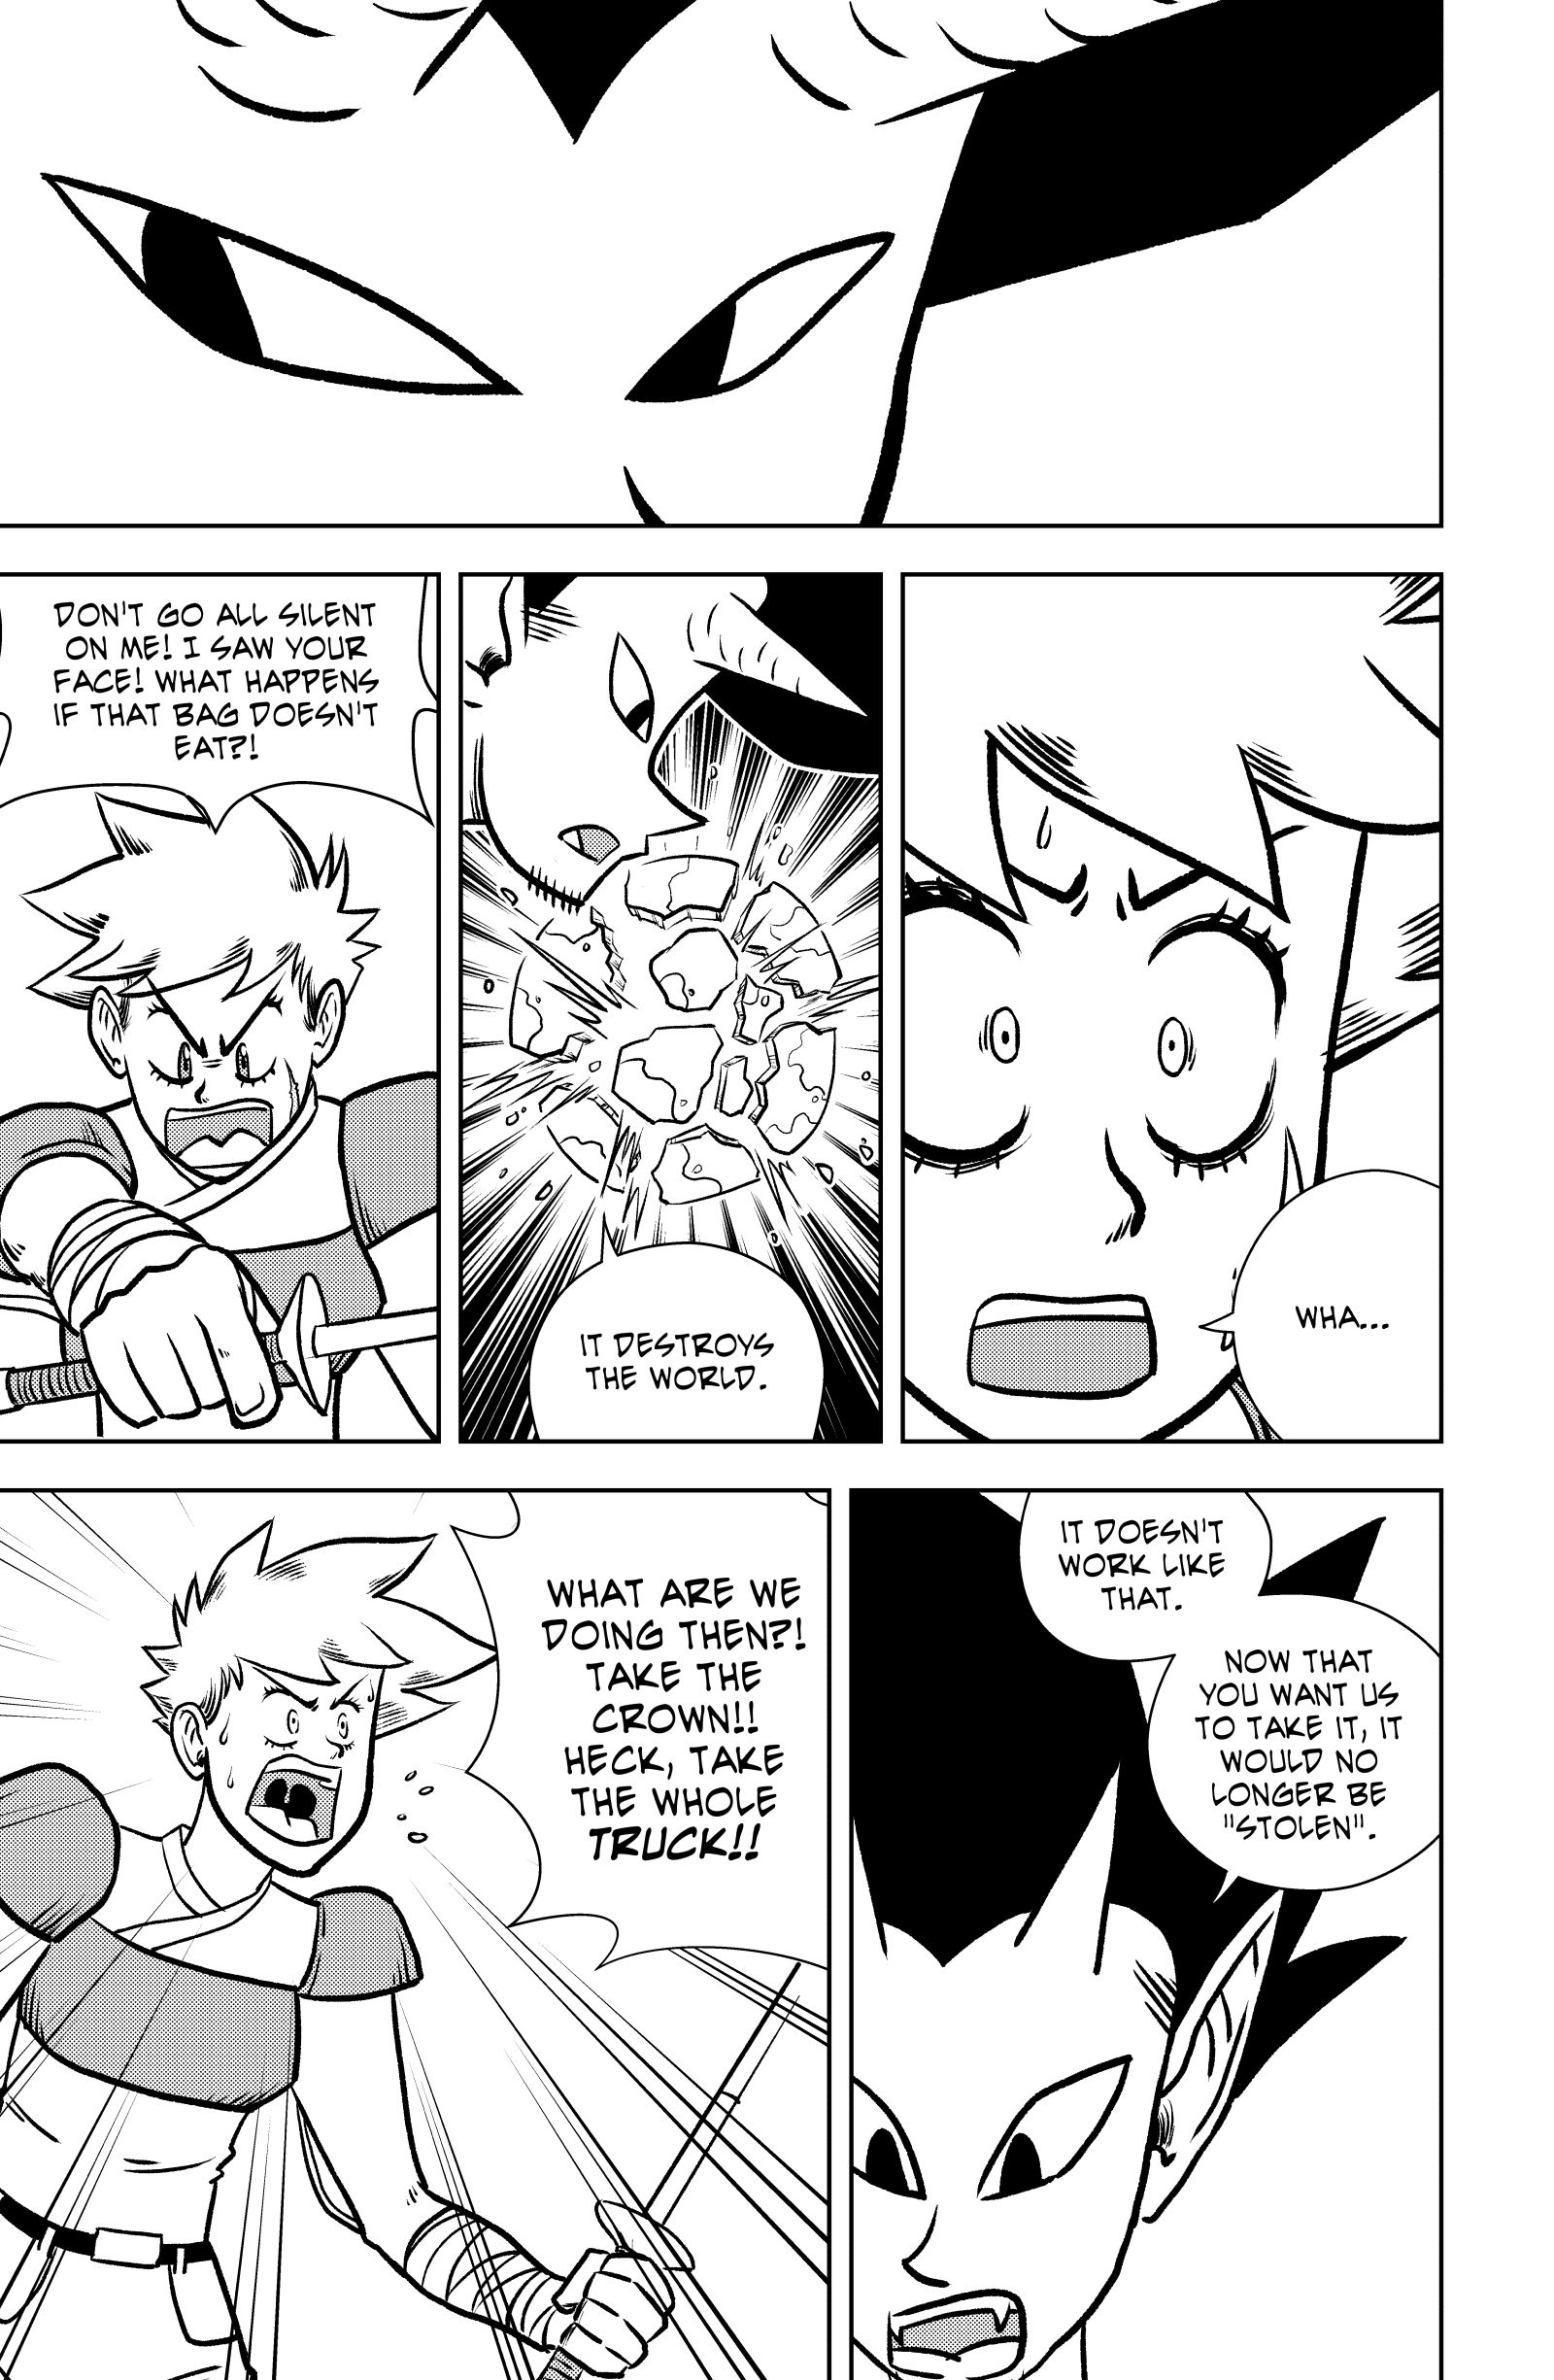 DON'T GO ALL SILENT
ON ME! I SAW YOUR
FACE! WHAT HAPPENS
IF THAT BAG DOESN'T
EAT?!
IT DESTROYS
THE WORLD.
WHA...
WHAT ARE WE
DOING THEN?!
TAKE THE
CROWN!!
HECK, TAKE
THE WHOLE
TRUCK!!
IT DOESN'T
WORK LIKE
THAT.
NOW THAT
YOU WANT US
TO TAKE IT, IT
WOULD NO
LONGER BE
"STOLEN".